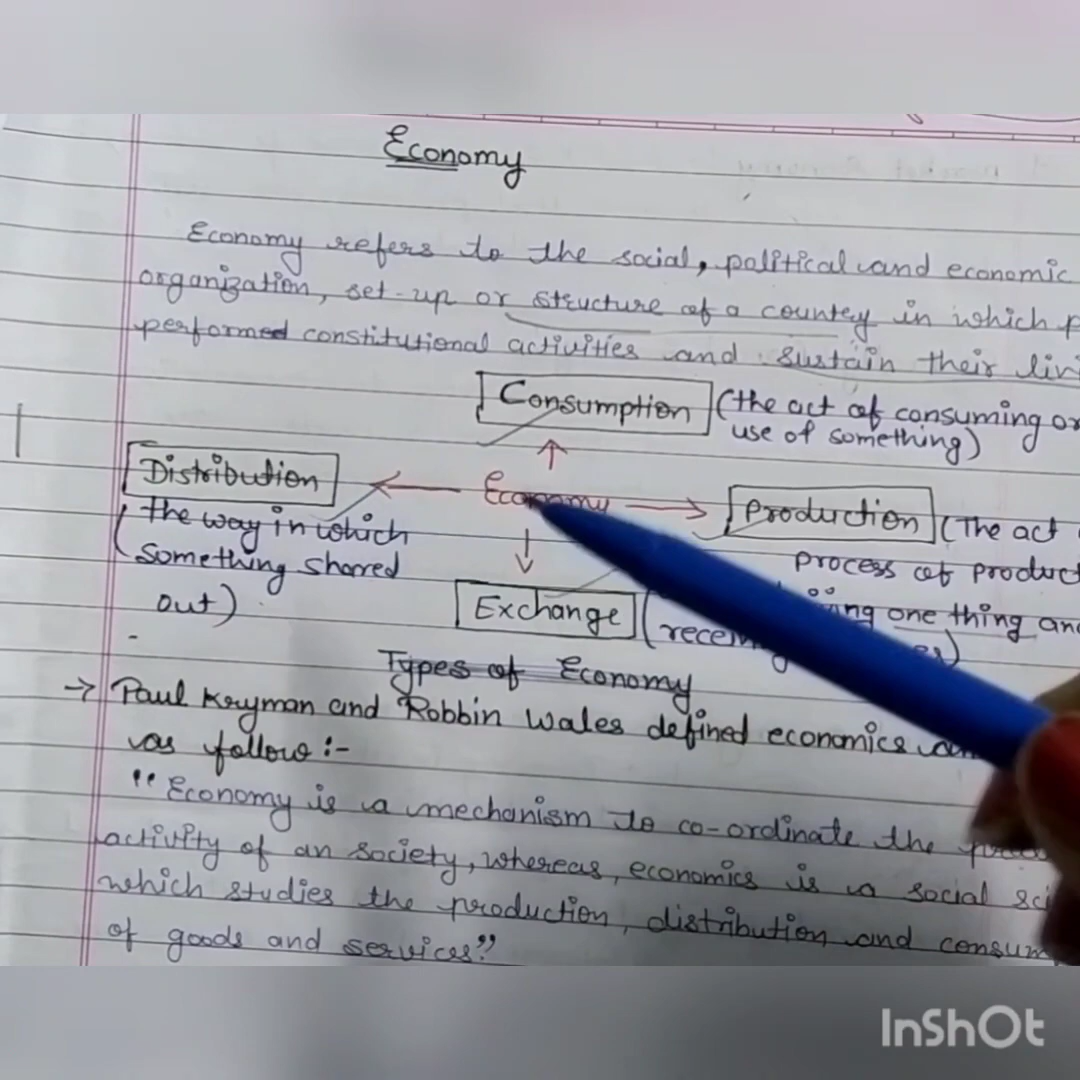 Economy
Economy refers to the social, political and economic
organization, set-up or structure of a country in which
performed constitutional activities and sustain their
Consumption (the act of consuming or
use of something)
Distribution
(the way in which
something shared
out)
Economy
Production (The act
process of
Exchange (
one thing and
Types of Economy
→ Paul Kryman and Robbin Wales defined economics
as follow:-
"Economy is a mechanism to co-ordinate the
activity of an society, whereas, economics is a social
which studies the production, distribution and
of goods and services"
InShOt